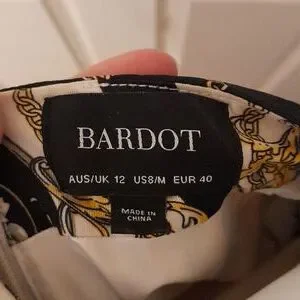 BARDOT
AUS/UK 12 US8/M EUR 40
MADE IN
CHINA